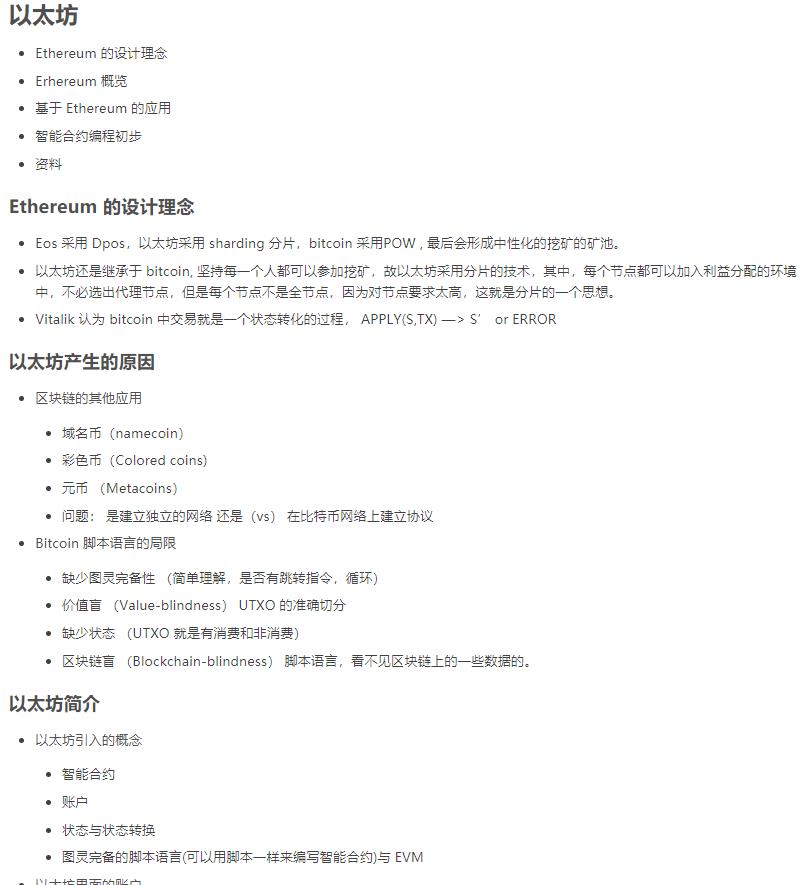 以太坊
Ethereum 的设计理念
Erhereum 概览
基于 Ethereum 的应用
智能合约编程初步
资料
Ethereum 的设计理念
Eos 采用 Dpos，以太坊采用 sharding 分片，bitcoin 采用POW , 最后会形成中性化的挖矿的矿池。
以太坊还是继承于 bitcoin, 坚持每一个人都可以参加挖矿，故以太坊采用分片的技术，其中，每个节点都可以加入利益分配的环境
中，不必选出代理节点，但是每个节点不是全节点，因为对节点要求太高，这就是分片的一个思想。
Vitalik 认为 bitcoin 中交易就是一个状态转化的过程， APPLY(S,TX) —> S’ or ERROR
以太坊产生的原因
区块链的其他应用
域名币（namecoin）
彩色币（Colored coins)
元币 （Metacoins）
问题： 是建立独立的网络 还是（vs） 在比特币网络上建立协议
Bitcoin 脚本语言的局限
缺少图灵完备性 （简单理解，是否有跳转指令，循环）
价值盲 （Value-blindness） UTXO 的准确切分
缺少状态 （UTXO 就是有消费和非消费）
区块链盲 （Blockchain-blindness） 脚本语言，看不见区块链上的一些数据的。
以太坊简介
以太坊引入的概念
智能合约
账户
状态与状态转换
图灵完备的脚本语言(可以用脚本一样来编写智能合约)与 EVM
以太坊里面的账户